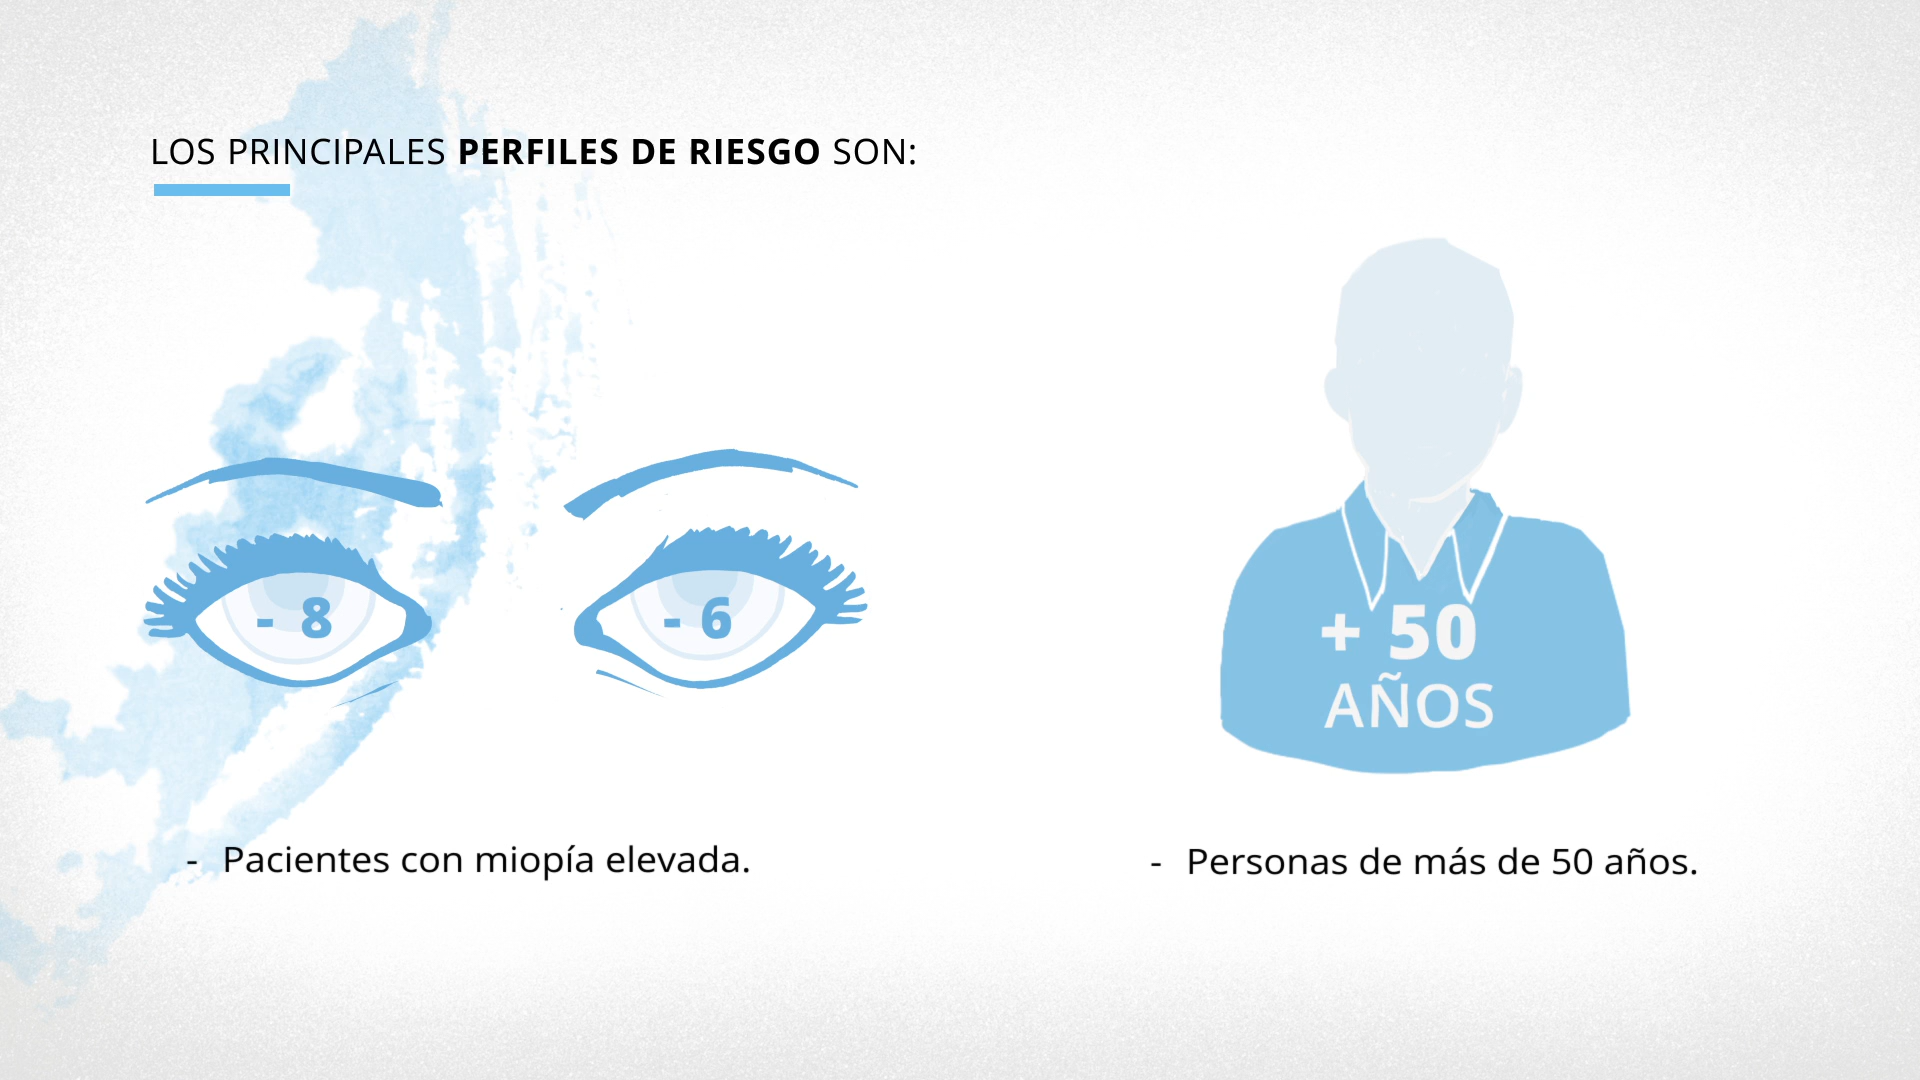 LOS PRINCIPALES PERFILES DE RIESGO SON:
- 8
- 6
+ 50
AÑOS
- Pacientes con miopía elevada.
- Personas de más de 50 años.